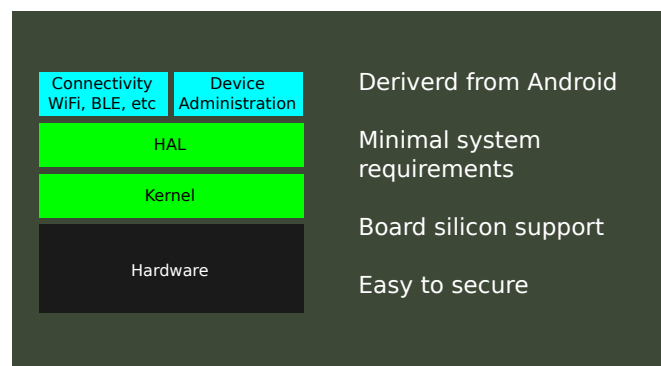 Connectivity
WiFi, BLE, etc
Device
Administration
HAL
Kernel
Hardware
Deriverd from Android
Minimal system
requirements
Board silicon support
Easy to secure